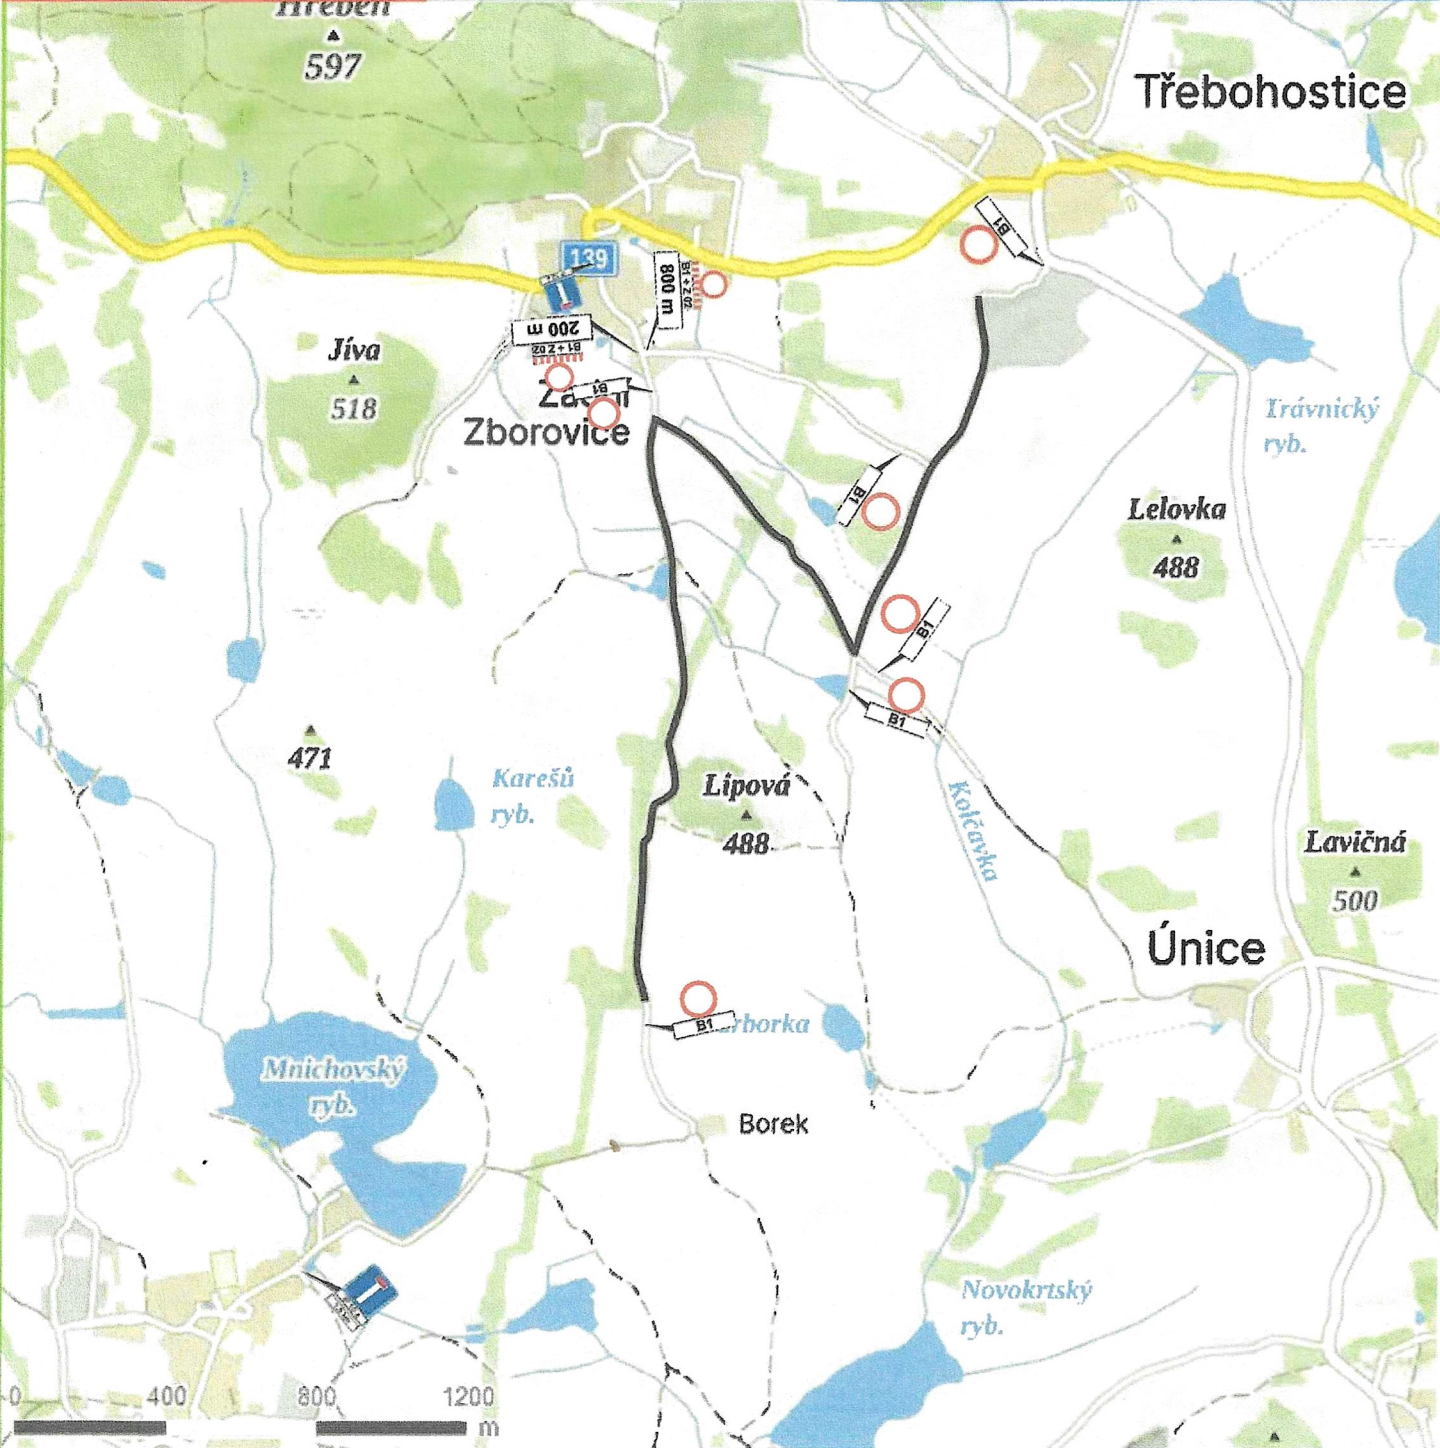 Hřeben
597
Třebohostice
B1
139
800 m
B1 + Z 02
200 m
B1 + Z 02
Jíva
518
B1
Zborovice
Trávnický
ryb.
B1
Lelovka
488
B1
B1
471
Karešů
ryb.
Lipová
488
Kolčavka
Lavičná
500
Únice
B1
Mnichovský
ryb.
Borek
Novokrtský
ryb.
0 400 800 1200
m